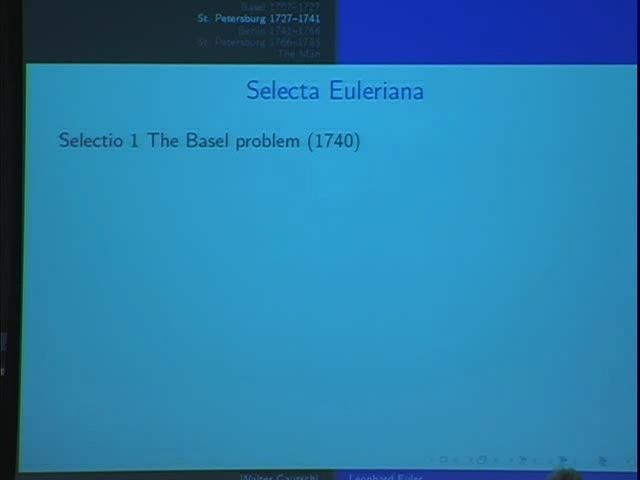 Basel 1707–1727
St. Petersburg 1727–1741
Berlin 1741–1766
St. Petersburg 1766–1783
The Man
Selecta Euleriana
Selectio 1 The Basel problem (1740)
Walter Gautschi Leonhard Euler